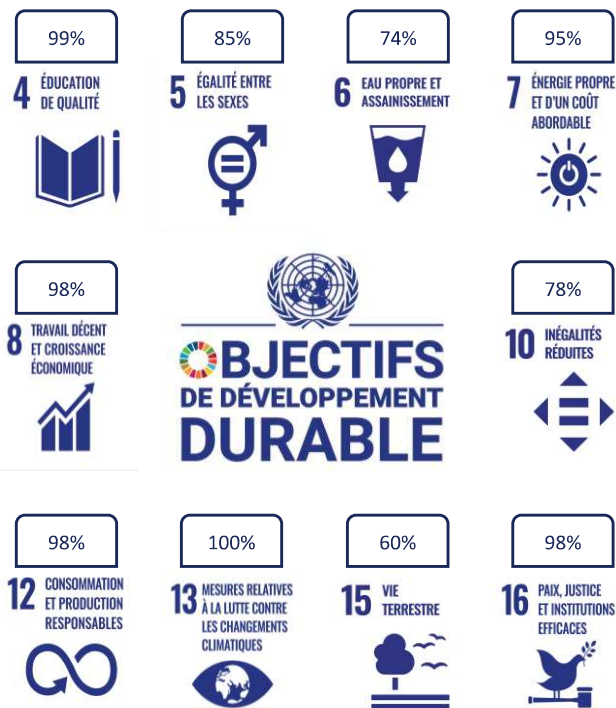 99%
4 ÉDUCATION
DE QUALITÉ
85%
5 ÉGALITÉ ENTRE
LES SEXES
74%
6 EAU PROPRE ET
ASSAINISSEMENT
95%
7 ÉNERGIE PROPRE
ET D'UN COÛT
ABORDABLE
98%
8 TRAVAIL DÉCENT
ET CROISSANCE
ÉCONOMIQUE
OBJECTIFS
DE DÉVELOPPEMENT
DURABLE
78%
10 INÉGALITÉS
RÉDUITES
98%
12 CONSOMMATION
ET PRODUCTION
RESPONSABLES
100%
13 MESURES RELATIVES
À LA LUTTE CONTRE
LES CHANGEMENTS
CLIMATIQUES
60%
15 VIE
TERRESTRE
98%
16 PAIX, JUSTICE
ET INSTITUTIONS
EFFICACES